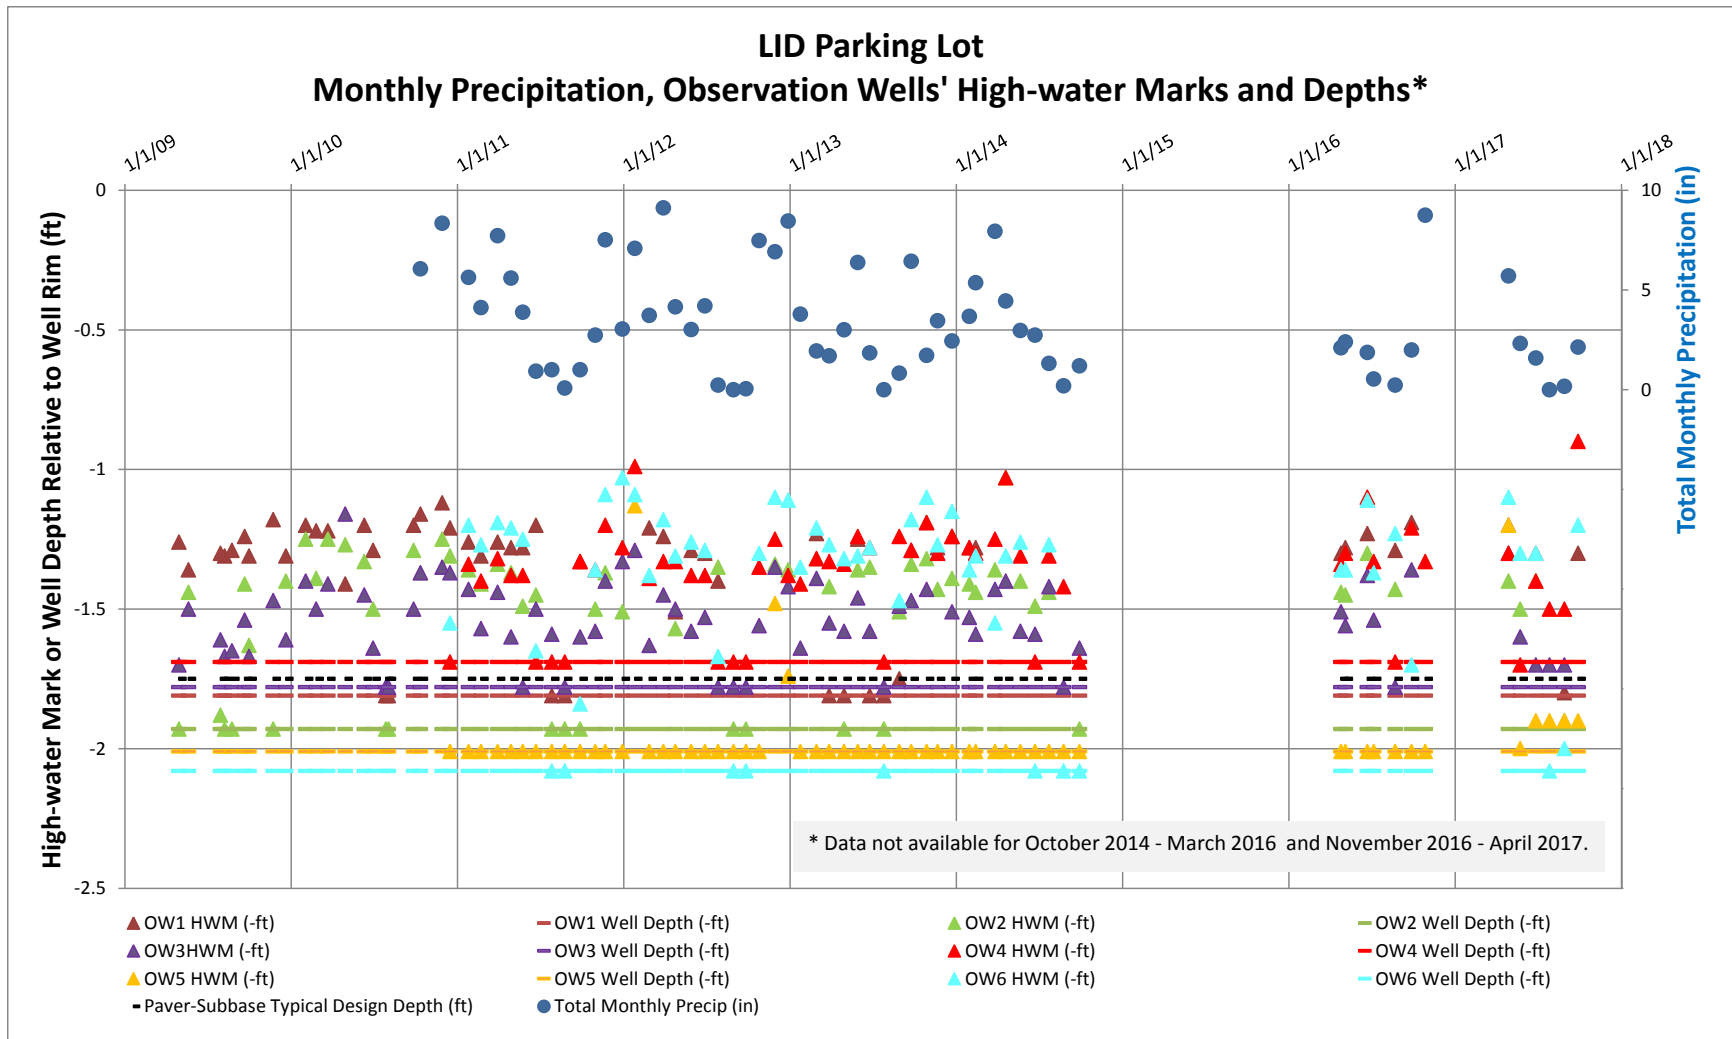 LID Parking Lot
Monthly Precipitation, Observation Wells' High-water Marks and Depths*
1/1/09 1/1/10 1/1/11 1/1/12 1/1/13 1/1/14 1/1/15 1/1/16 1/1/17 1/1/18
High-water Mark or Well Depth Relative to Well Rim (ft)
0
-0.5
-1
-1.5
-2
-2.5
10
5
0
Total Monthly Precipitation (in)
* Data not available for October 2014 - March 2016 and November 2016 - April 2017.
OW1 HWM (-ft) OW1 Well Depth (-ft) OW2 HWM (-ft) OW2 Well Depth (-ft)
OW3HWM (-ft) OW3 Well Depth (-ft) OW4 HWM (-ft) OW4 Well Depth (-ft)
OW5 HWM (-ft) OW5 Well Depth (-ft) OW6 HWM (-ft) OW6 Well Depth (-ft)
Paver-Subbase Typical Design Depth (ft) Total Monthly Precip (in)